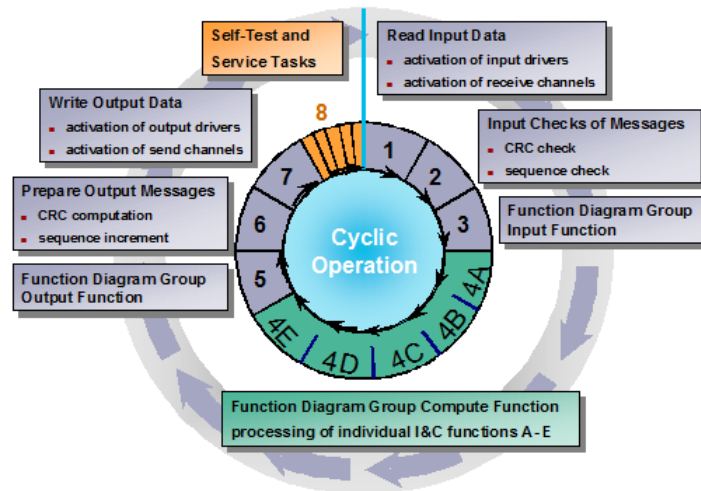 Self-Test and
Service Tasks
Read Input Data
activation of input drivers
activation of receive channels
Write Output Data
activation of output drivers
activation of send channels
Input Checks of Messages
CRC check
sequence check
Prepare Output Messages
CRC computation
sequence increment
Function Diagram Group
Input Function
Function Diagram Group
Output Function
8
1
2
3
4A
4B
4C
4D
4E
5
6
7
Cyclic
Operation
Function Diagram Group Compute Function
processing of individual I&C functions A - E